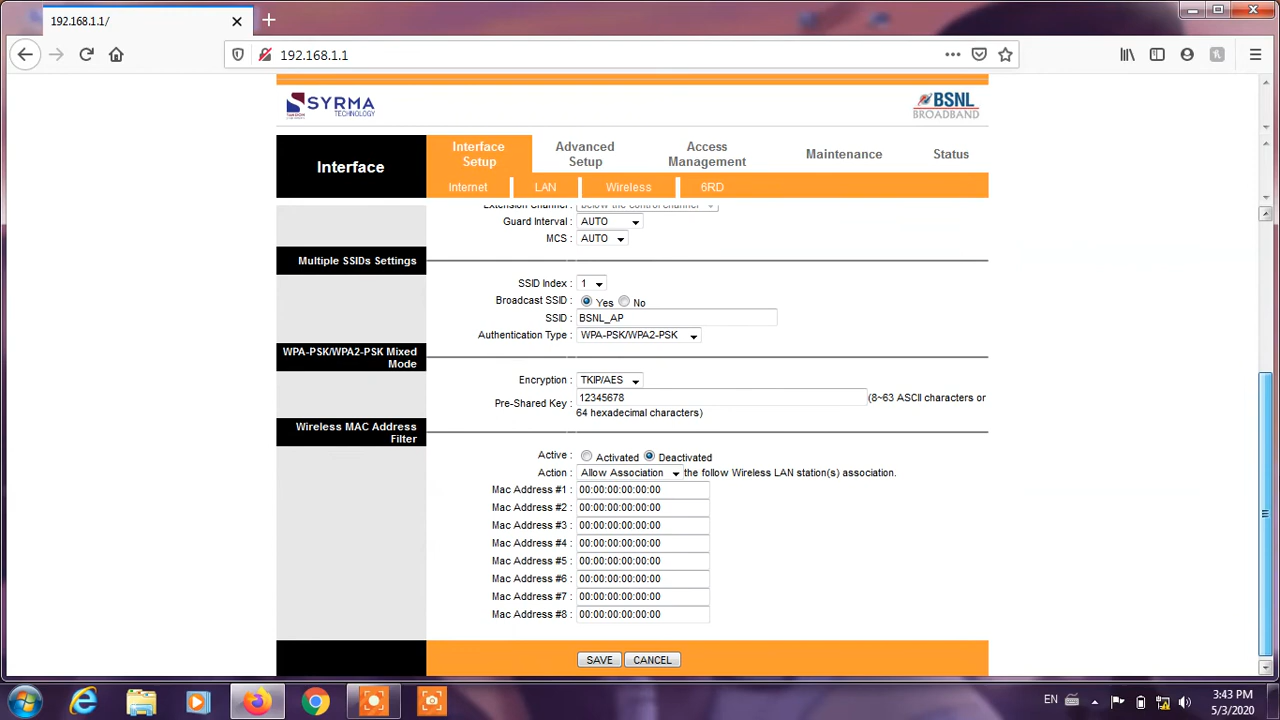 192.168.1.1/
192.168.1.1
SYRMA
TECHNOLOGY
BSNL
BROADBAND
Interface
Interface Setup
Advanced Setup
Access Management
Maintenance
Status
Internet
LAN
Wireless
6RD
Extension Channel : below the control channel
Guard Interval : AUTO
MCS : AUTO
Multiple SSIDs Settings
SSID Index : 1
Broadcast SSID : Yes No
SSID : BSNL_AP
Authentication Type : WPA-PSK/WPA2-PSK
WPA-PSK/WPA2-PSK Mixed
Mode
Encryption : TKIP/AES
Pre-Shared Key : 12345678 (8~63 ASCII characters or
64 hexadecimal characters)
Wireless MAC Address
Filter
Active : Activated Deactivated
Action : Allow Association the follow Wireless LAN station(s) association.
Mac Address #1 : 00:00:00:00:00:00
Mac Address #2 : 00:00:00:00:00:00
Mac Address #3 : 00:00:00:00:00:00
Mac Address #4 : 00:00:00:00:00:00
Mac Address #5 : 00:00:00:00:00:00
Mac Address #6 : 00:00:00:00:00:00
Mac Address #7 : 00:00:00:00:00:00
Mac Address #8 : 00:00:00:00:00:00
SAVE CANCEL
EN
3:43 PM
5/3/2020